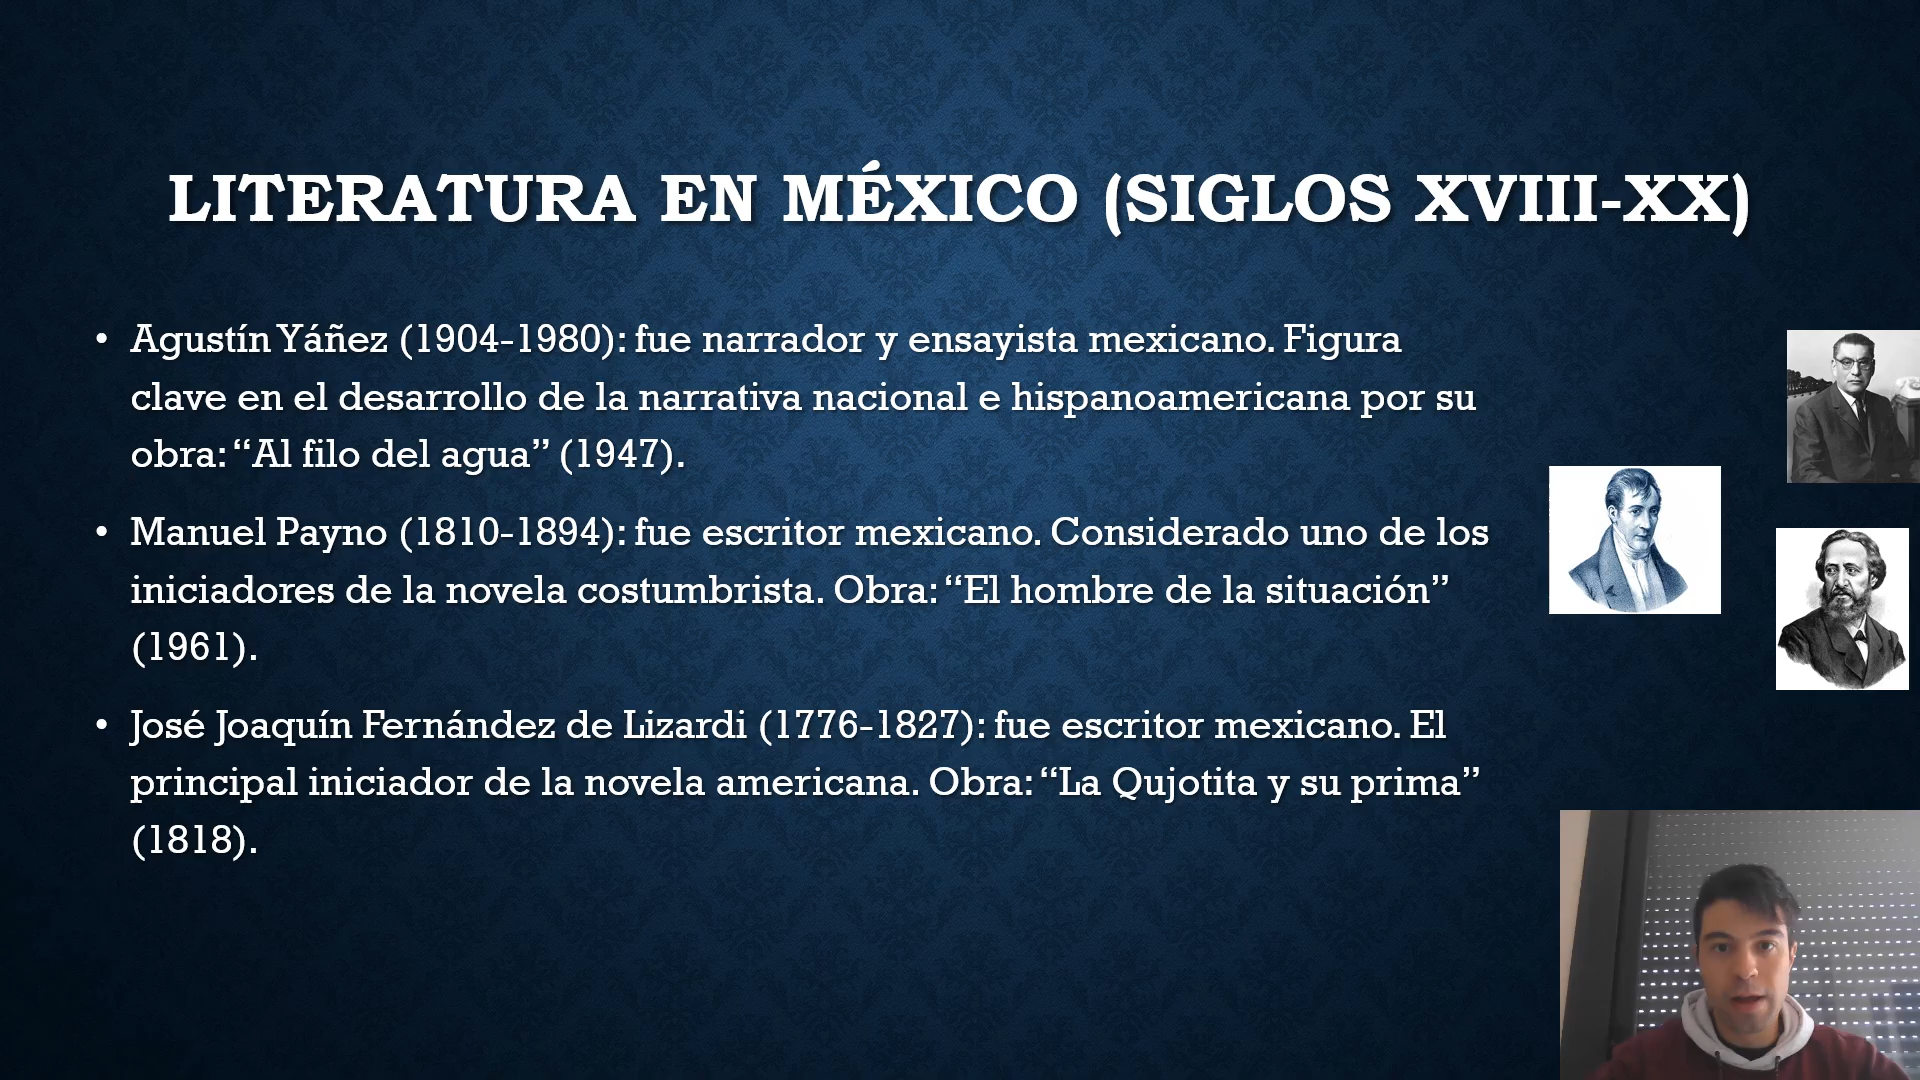 LITERATURA EN MÉXICO (SIGLOS XVIII-XX)
• Agustín Yáñez (1904-1980): fue narrador y ensayista mexicano. Figura
clave en el desarrollo de la narrativa nacional e hispanoamericana por su
obra: “Al filo del agua” (1947).
• Manuel Payno (1810-1894): fue escritor mexicano. Considerado uno de los
iniciadores de la novela costumbrista. Obra: “El hombre de la situación”
(1961).
• José Joaquín Fernández de Lizardi (1776-1827): fue escritor mexicano. El
principal iniciador de la novela americana. Obra: “La Qujotita y su prima”
(1818).